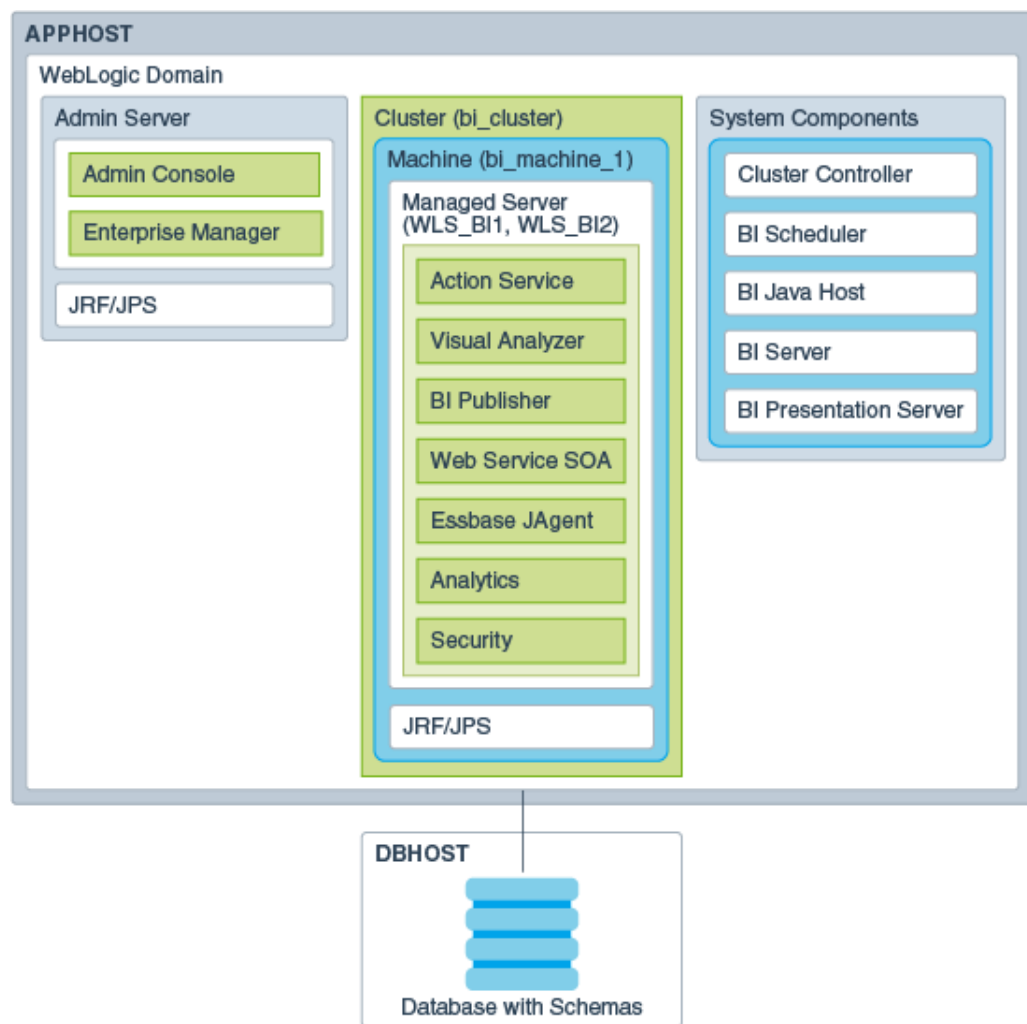 APPHOST
WebLogic Domain
Admin Server
Admin Console
Enterprise Manager
JRF/JPS
Cluster (bi_cluster)
Machine (bi_machine_1)
Managed Server
(WLS_BI1, WLS_BI2)
Action Service
Visual Analyzer
BI Publisher
Web Service SOA
Essbase JAgent
Analytics
Security
JRF/JPS
System Components
Cluster Controller
BI Scheduler
BI Java Host
BI Server
BI Presentation Server
DBHOST
Database with Schemas